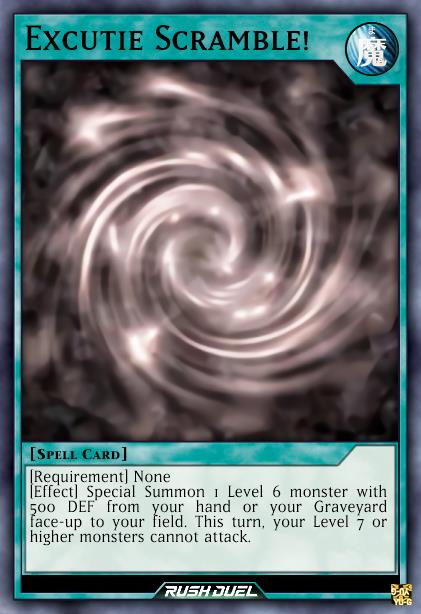 Excutie Scramble!
ま
魔
[Spell Card]
[Requirement] None
[Effect] Special Summon 1 Level 6 monster with
500 DEF from your hand or your Graveyard
face-up to your field. This turn, your Level 7 or
higher monsters cannot attack.
RUSH DUEL